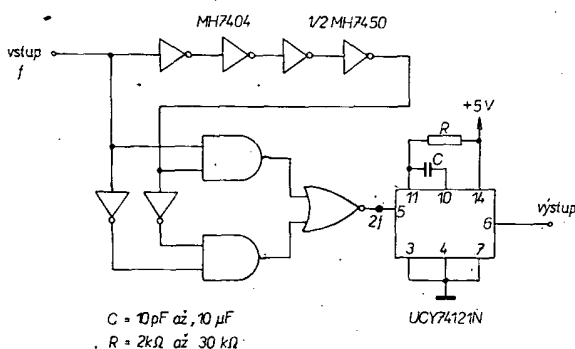 MH7404
1/2 MH7450
vstup
f
+5V
R
C
11
10
14
5
2f
6
výstup
3
4
7
UCY74121N
C = 10pF až 10 µF
R = 2kΩ až 30 kΩ